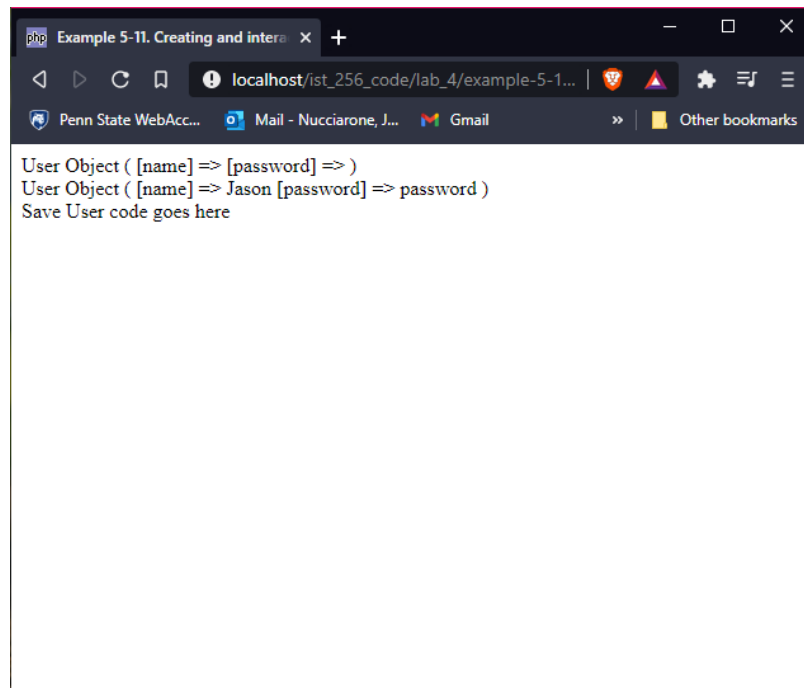 php Example 5-11. Creating and intera
localhost/ist_256_code/lab_4/example-5-1...
Penn State WebAcc... Mail - Nucciarone, J... Gmail » Other bookmarks
User Object ( [name] => [password] => )
User Object ( [name] => Jason [password] => password )
Save User code goes here